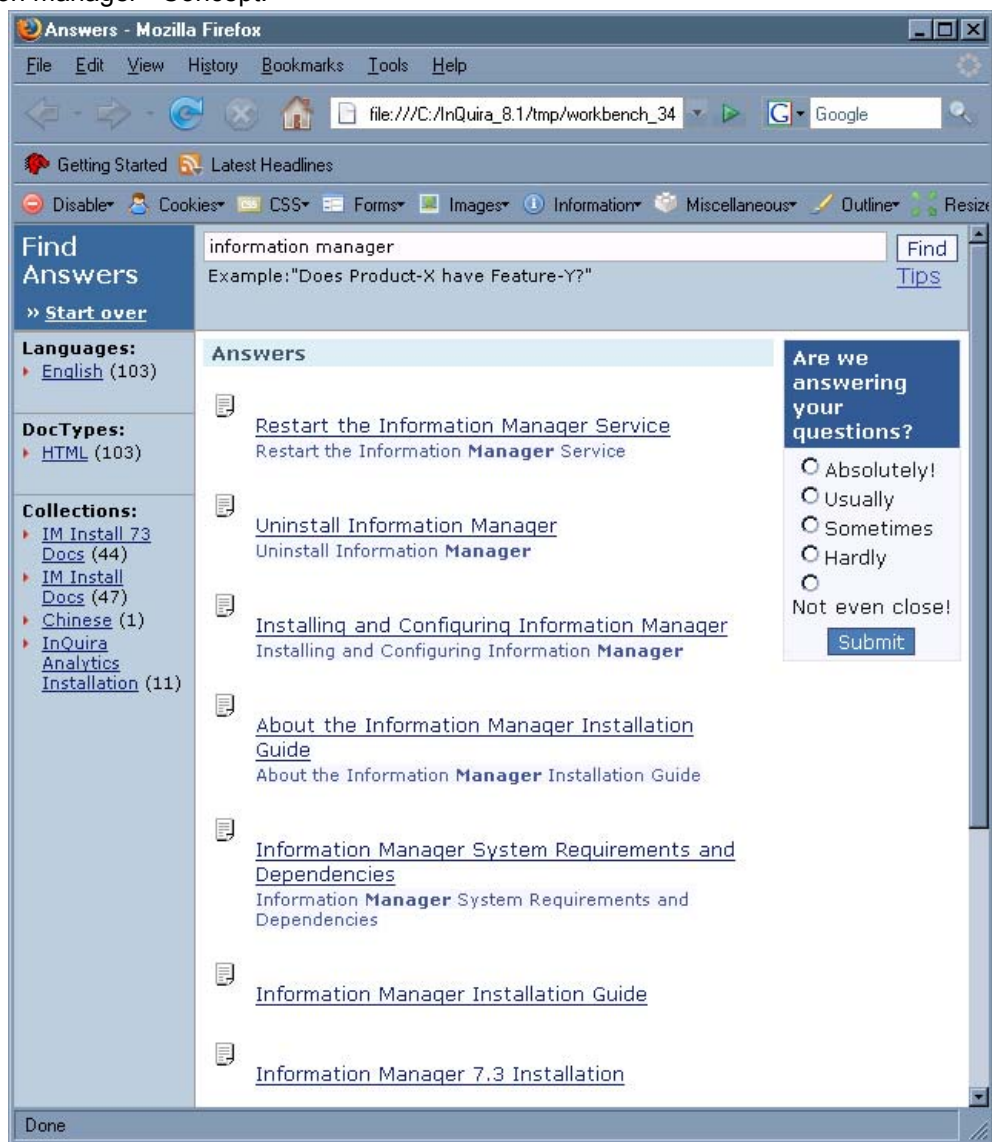 Answers - Mozilla Firefox
File Edit View History Bookmarks Tools Help
file:///C:/InQuira_8.1/tmp/workbench_34
G Google
Getting Started Latest Headlines
Disable Cookies CSS Forms Images Information Miscellaneous Outline Resize
Find
Answers
» Start over
information manager
Find
Example:"Does Product-X have Feature-Y?"
Tips
Languages:
English (103)
DocTypes:
HTML (103)
Collections:
IM Install 73
Docs (44)
IM Install
Docs (47)
Chinese (1)
InQuira
Analytics
Installation (11)
Answers
Restart the Information Manager Service
Restart the Information Manager Service
Uninstall Information Manager
Uninstall Information Manager
Installing and Configuring Information Manager
Installing and Configuring Information Manager
About the Information Manager Installation
Guide
About the Information Manager Installation Guide
Information Manager System Requirements and
Dependencies
Information Manager System Requirements and
Dependencies
Information Manager Installation Guide
Information Manager 7.3 Installation
Are we
answering
your
questions?
Absolutely!
Usually
Sometimes
Hardly
Not even close!
Submit
Done